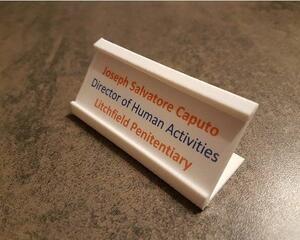 Joseph Salvatore Caputo
Director of Human Activities
Litchfield Penitentiary